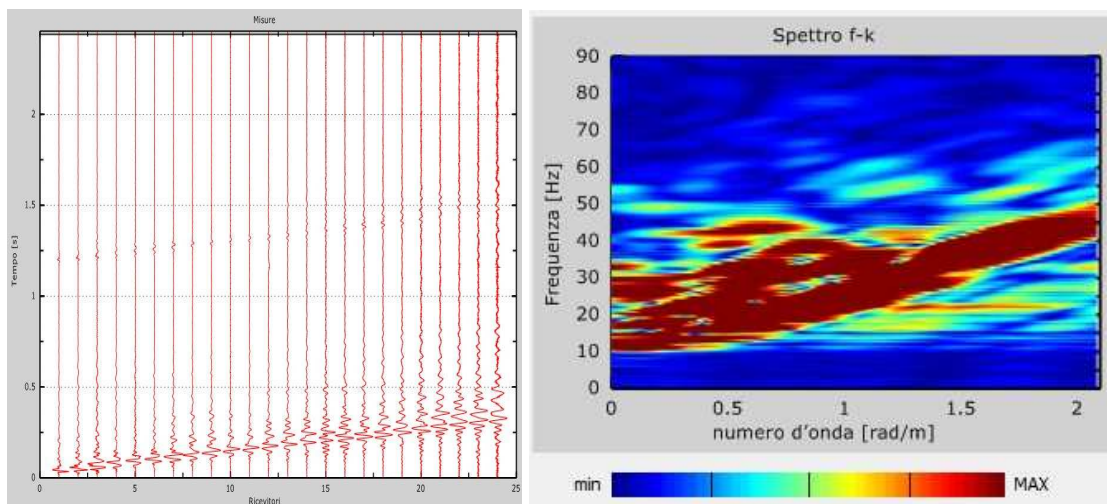 Misure
Tempo [s]
2
1.5
1
0.5
0
0 5 10 15 20 25
Ricevitori
Spettro f-k
Frequenza [Hz]
90
80
70
60
50
40
30
20
10
0
0 0.5 1 1.5 2
numero d'onda [rad/m]
min MAX